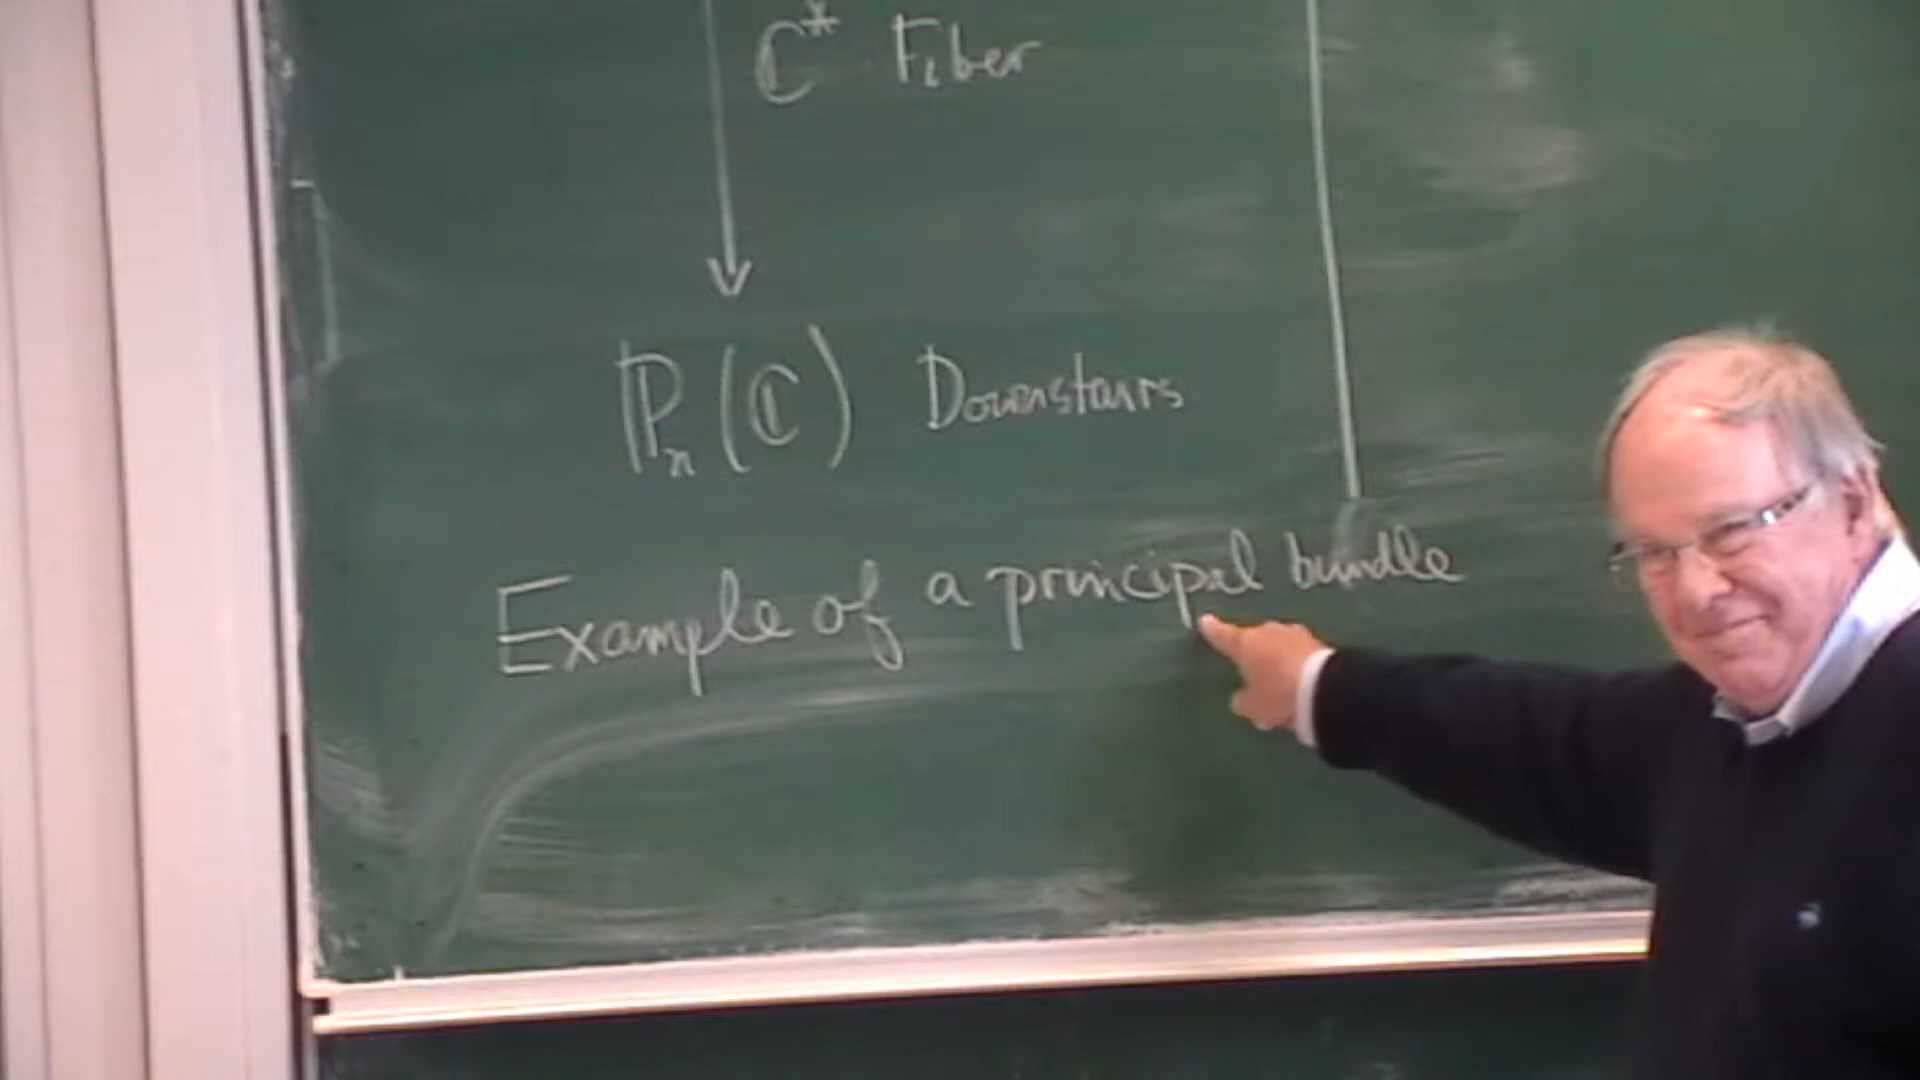 ℂ* Fiber
ℙₙ(ℂ) Downstairs
Example of a principal bundle